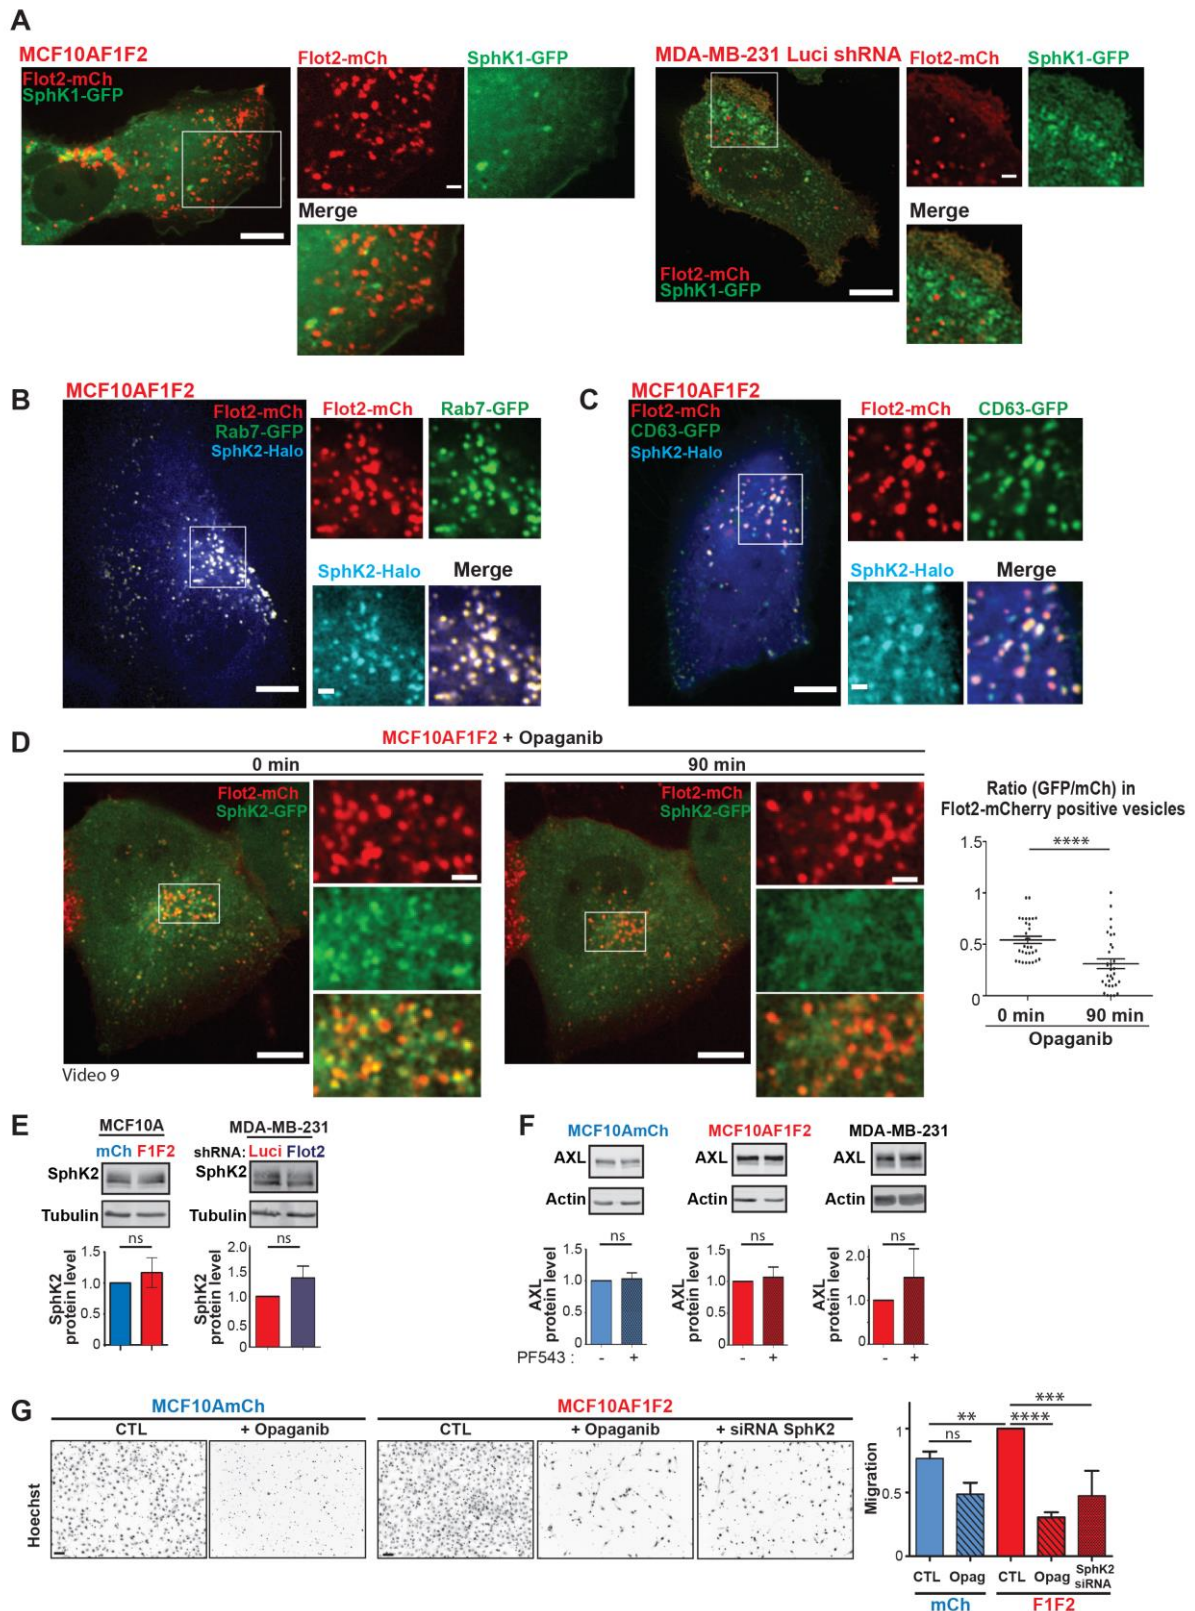 A
MCF10AF1F2
Flot2-mCh
SphK1-GFP
Flot2-mCh
SphK1-GFP
Merge
MDA-MB-231 Luci shRNA
Flot2-mCh
SphK1-GFP
Flot2-mCh
SphK1-GFP
Merge
B
MCF10AF1F2
Flot2-mCh
Rab7-GFP
SphK2-Halo
Flot2-mCh
Rab7-GFP
SphK2-Halo
Merge
C
MCF10AF1F2
Flot2-mCh
CD63-GFP
SphK2-Halo
Flot2-mCh
CD63-GFP
SphK2-Halo
Merge
D
MCF10AF1F2 + Opaganib
0 min
90 min
Flot2-mCh
SphK2-GFP
Flot2-mCh
SphK2-GFP
Video 9
Ratio (GFP/mCh) in
Flot2-mCherry positive vesicles
1.5
****
1
0.5
0
0 min
90 min
Opaganib
E
MCF10A
mCh F1F2
SphK2
Tubulin
ns
1.5
1.0
0.5
0
SphK2
protein level
MDA-MB-231
shRNA: Luci Flot2
SphK2
Tubulin
ns
2.0
1.5
1.0
0.5
0
SphK2
protein level
F
MCF10AmCh
AXL
Actin
ns
1.5
1.0
0.5
0
AXL
protein level
PF543 : - +
MCF10AF1F2
AXL
Actin
ns
1.5
1.0
0.5
0
AXL
protein level
- +
MDA-MB-231
AXL
Actin
ns
2.0
1.0
0
AXL
protein level
- +
G
MCF10AmCh
MCF10AF1F2
CTL
+ Opaganib
CTL
+ Opaganib
+ siRNA SphK2
Hoechst
***
** ****
ns
1
0.5
0
Migration
CTL Opag CTL Opag SphK2
siRNA
mCh F1F2